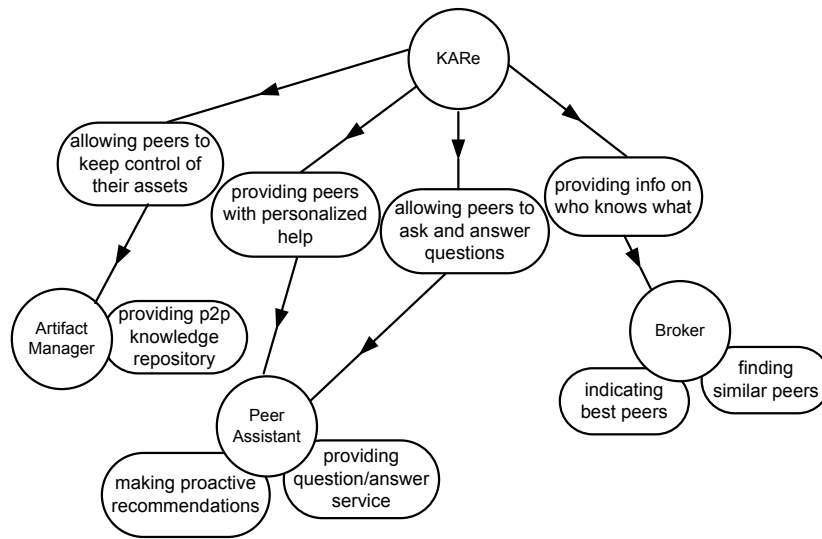 KARe
allowing peers to
keep control of
their assets
providing peers
with personalized
help
allowing peers to
ask and answer
questions
providing info on
who knows what
Artifact
Manager
providing p2p
knowledge
repository
Broker
indicating
best peers
finding
similar peers
Peer
Assistant
making proactive
recommendations
providing
question/answer
service